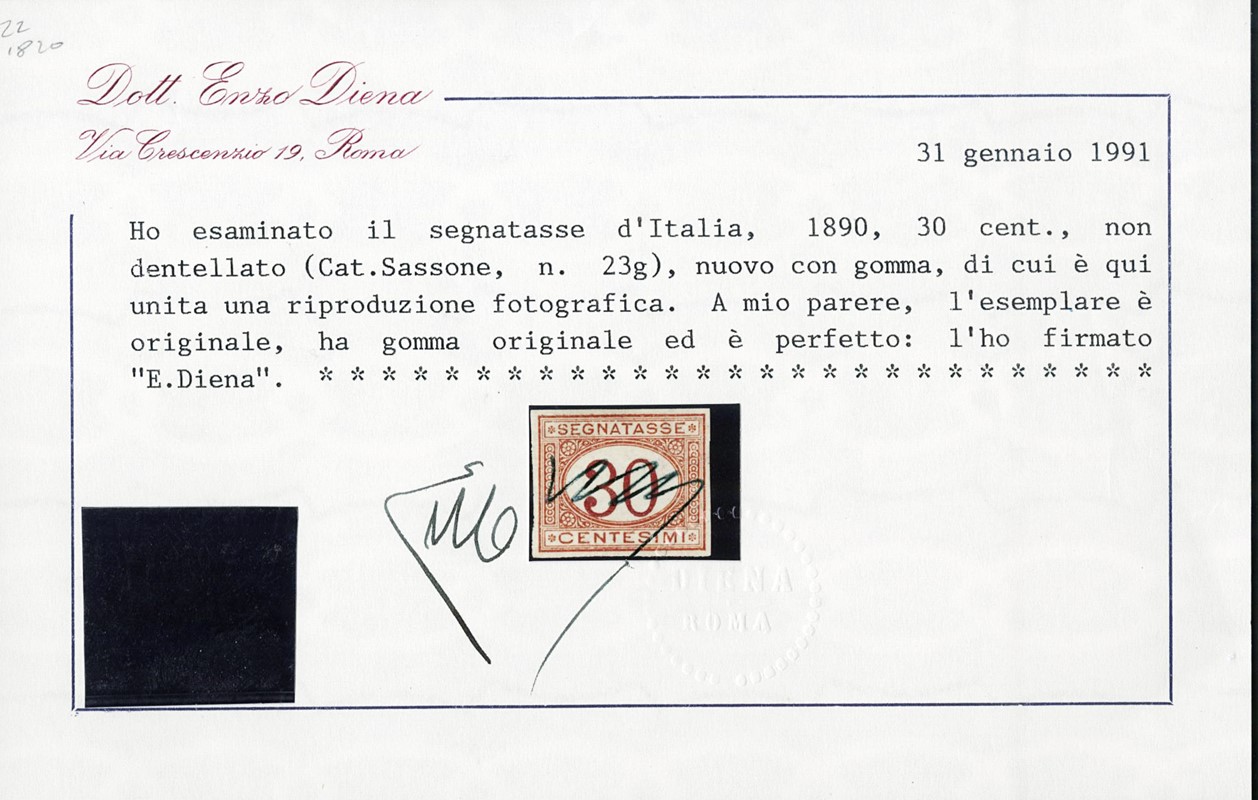 22
1820
Dott. Enzo Diena
Via Crescenzio 19, Roma
31 gennaio 1991
Ho esaminato il segnatasse d'Italia, 1890, 30 cent., non
dentellato (Cat.Sassone, n. 23g), nuovo con gomma, di cui è qui
unita una riproduzione fotografica. A mio parere, l'esemplare è
originale, ha gomma originale ed è perfetto: l'ho firmato
"E.Diena". * * * * * * * * * * * * * * * * * * * * * * * * * * *
*SEGNATASSE*
30
*CENTESIMI*
DIENA
ROMA